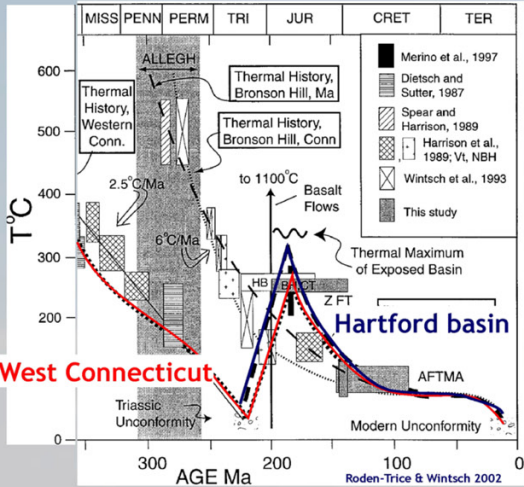 MISS PENN PERM TRI JUR CRET TER
300 200 100
ALLEGH
600
500
400
300
200
100
0
T°C
Thermal
History,
Western
Conn.
Thermal History,
Bronson Hill, Ma
Thermal History,
Bronson Hill, Conn
to 1100°C
Basalt
Flows
2.5°C/Ma
6°C/Ma
Thermal Maximum
of Exposed Basin
HB
CT
Z FT
Hartford basin
West Connecticut
AFTMA
Triassic
Unconformity
Modern Unconformity
Merino et al., 1997
Dietsch and
Sutter, 1987
Spear and
Harrison, 1989
Harrison et al.,
1989; Vt, NBH
Wintsch et al., 1993
This study
300 200 100 0
AGE Ma
Roden-Trice & Wintsch 2002